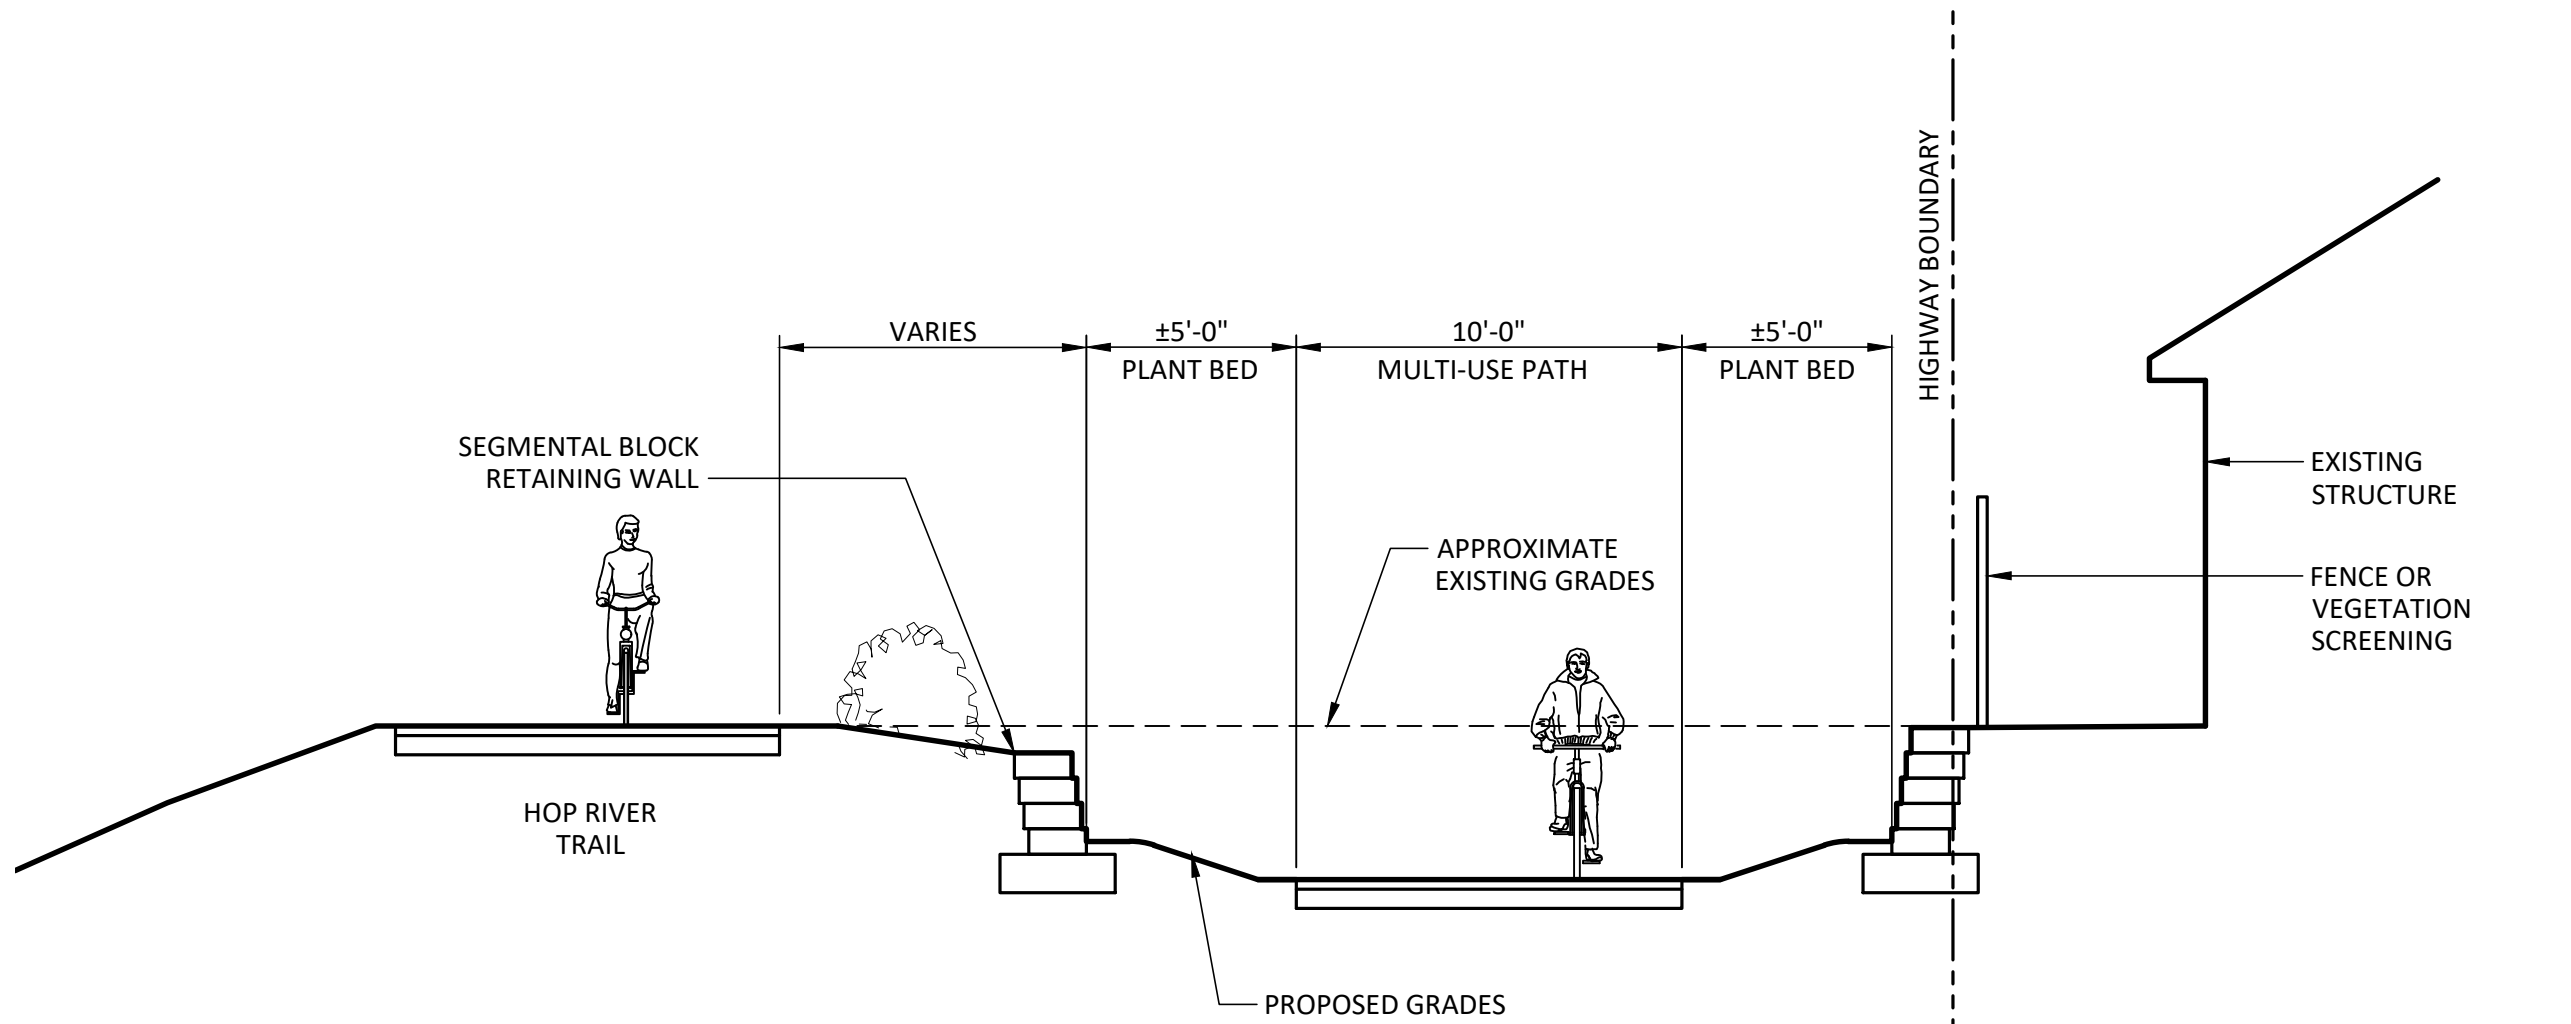 HIGHWAY BOUNDARY
VARIES
±5'-0"
10'-0"
±5'-0"
PLANT BED
MULTI-USE PATH
PLANT BED
SEGMENTAL BLOCK
RETAINING WALL
EXISTING
STRUCTURE
APPROXIMATE
EXISTING GRADES
FENCE OR
VEGETATION
SCREENING
HOP RIVER
TRAIL
PROPOSED GRADES